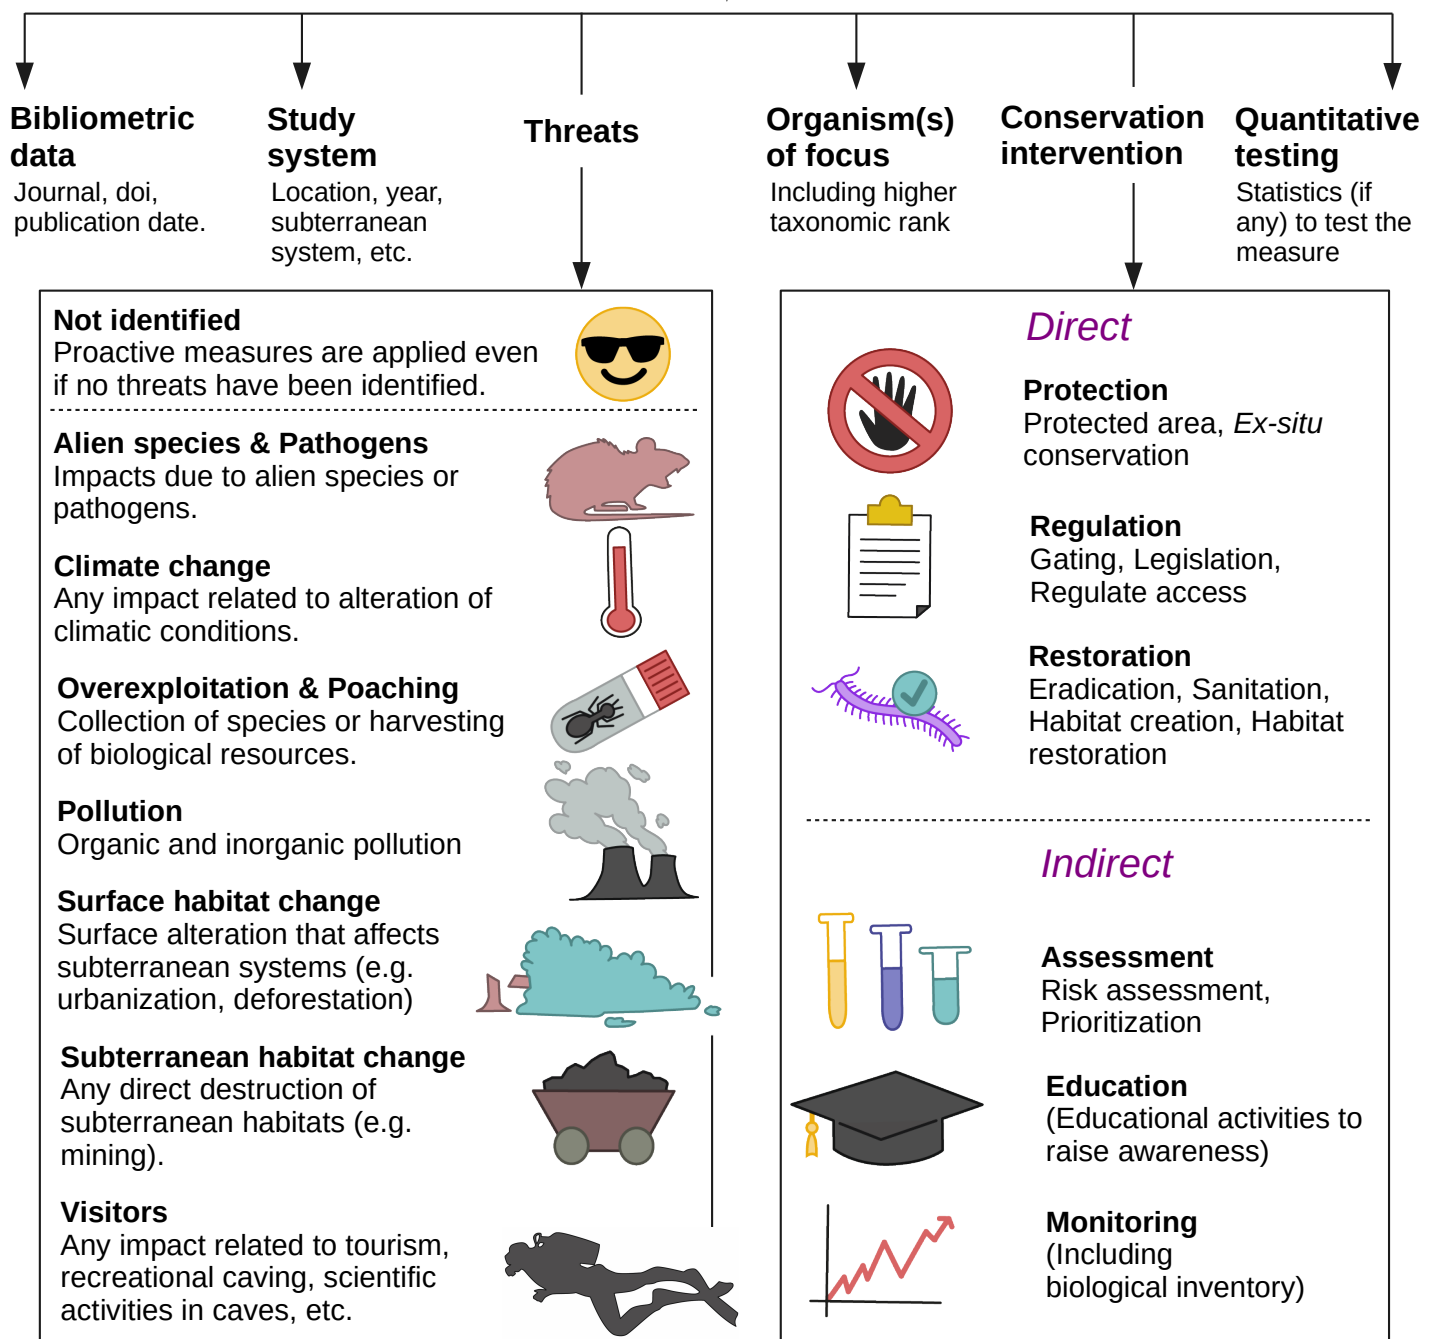 Bibliometric
data
Journal, doi,
publication date.
Study
system
Location, year,
subterranean
system, etc.
Threats
Organism(s)
of focus
Including higher
taxonomic rank
Conservation
intervention
Quantitative
testing
Statistics (if
any) to test the
measure
Not identified
Proactive measures are applied even
if no threats have been identified.
Alien species & Pathogens
Impacts due to alien species or
pathogens.
Climate change
Any impact related to alteration of
climatic conditions.
Overexploitation & Poaching
Collection of species or harvesting
of biological resources.
Pollution
Organic and inorganic pollution
Surface habitat change
Surface alteration that affects
subterranean systems (e.g.
urbanization, deforestation)
Subterranean habitat change
Any direct destruction of
subterranean habitats (e.g.
mining).
Visitors
Any impact related to tourism,
recreational caving, scientific
activities in caves, etc.
Direct
Protection
Protected area, Ex-situ
conservation
Regulation
Gating, Legislation,
Regulate access
Restoration
Eradication, Sanitation,
Habitat creation, Habitat
restoration
Indirect
Assessment
Risk assessment,
Prioritization
Education
(Educational activities to
raise awareness)
Monitoring
(Including
biological inventory)